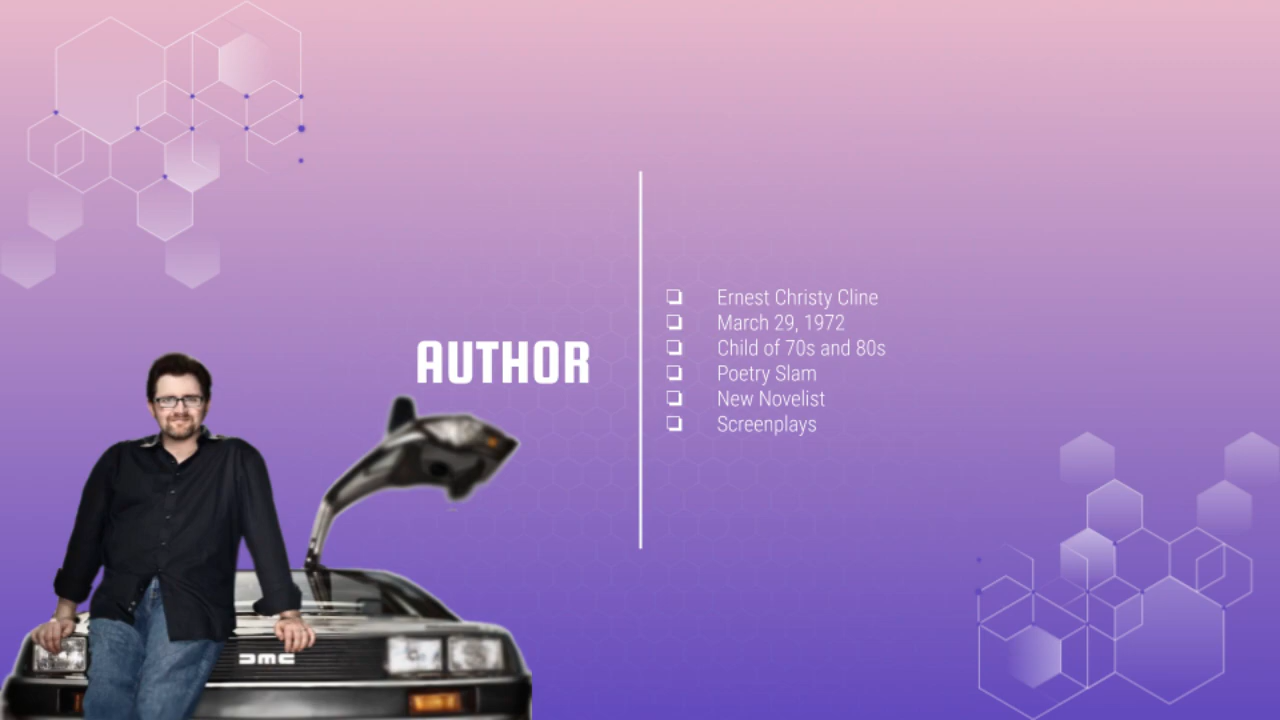 AUTHOR
❏ Ernest Christy Cline
❏ March 29, 1972
❏ Child of 70s and 80s
❏ Poetry Slam
❏ New Novelist
❏ Screenplays
DMC